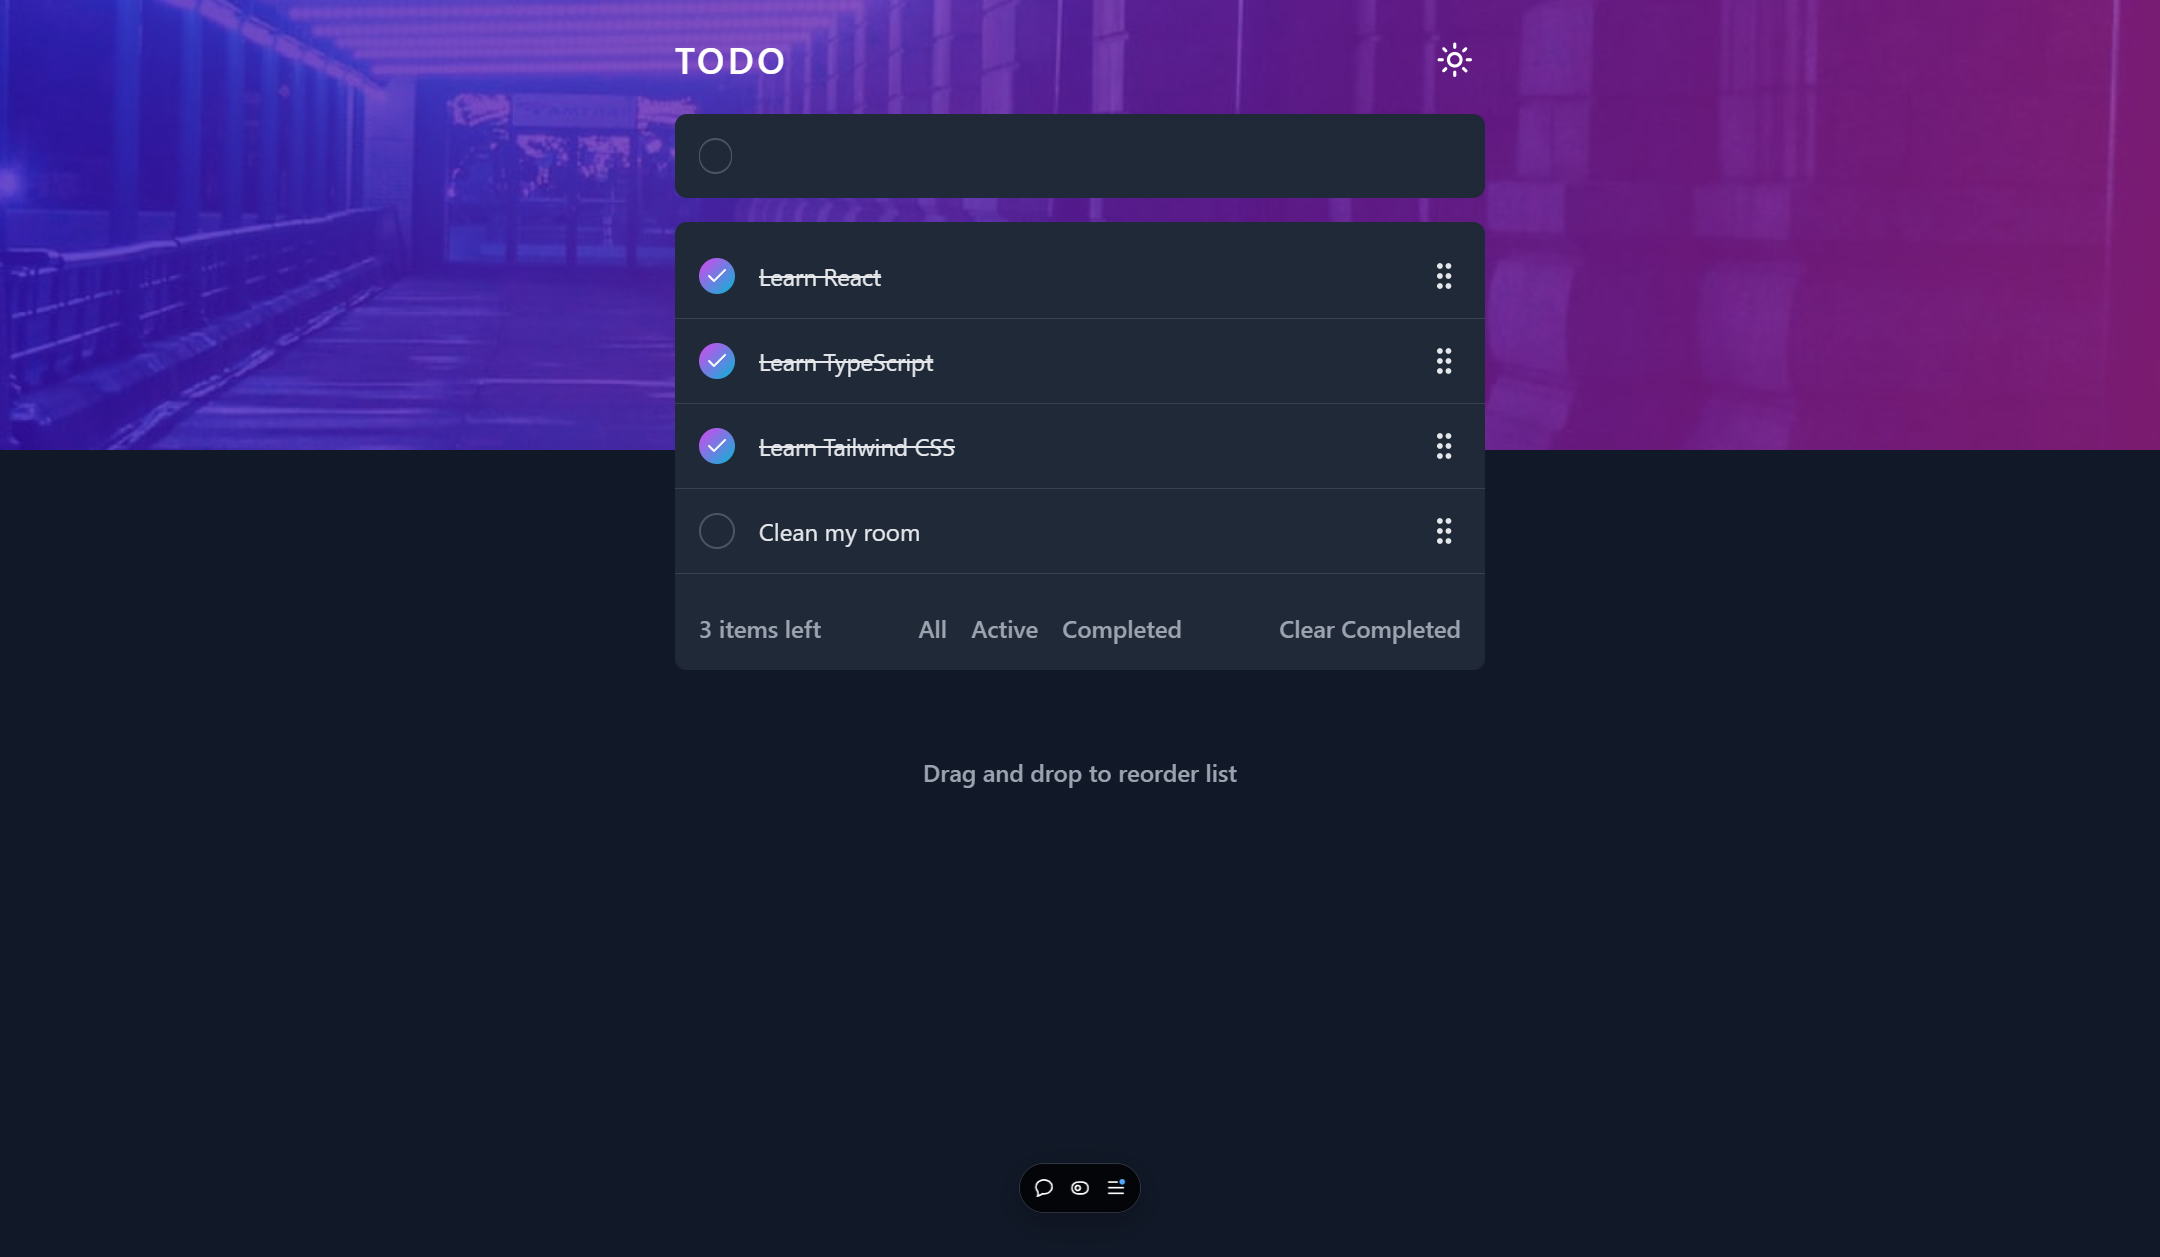 TODO
Learn React
Learn TypeScript
Learn Tailwind CSS
Clean my room
3 items left All Active Completed Clear Completed
Drag and drop to reorder list